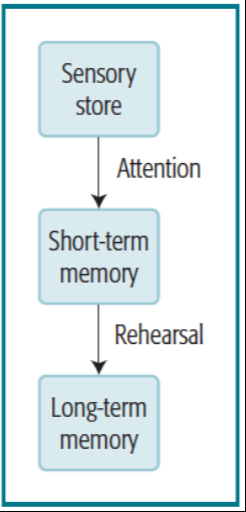 Sensory
store
Attention
Short-term
memory
Rehearsal
Long-term
memory